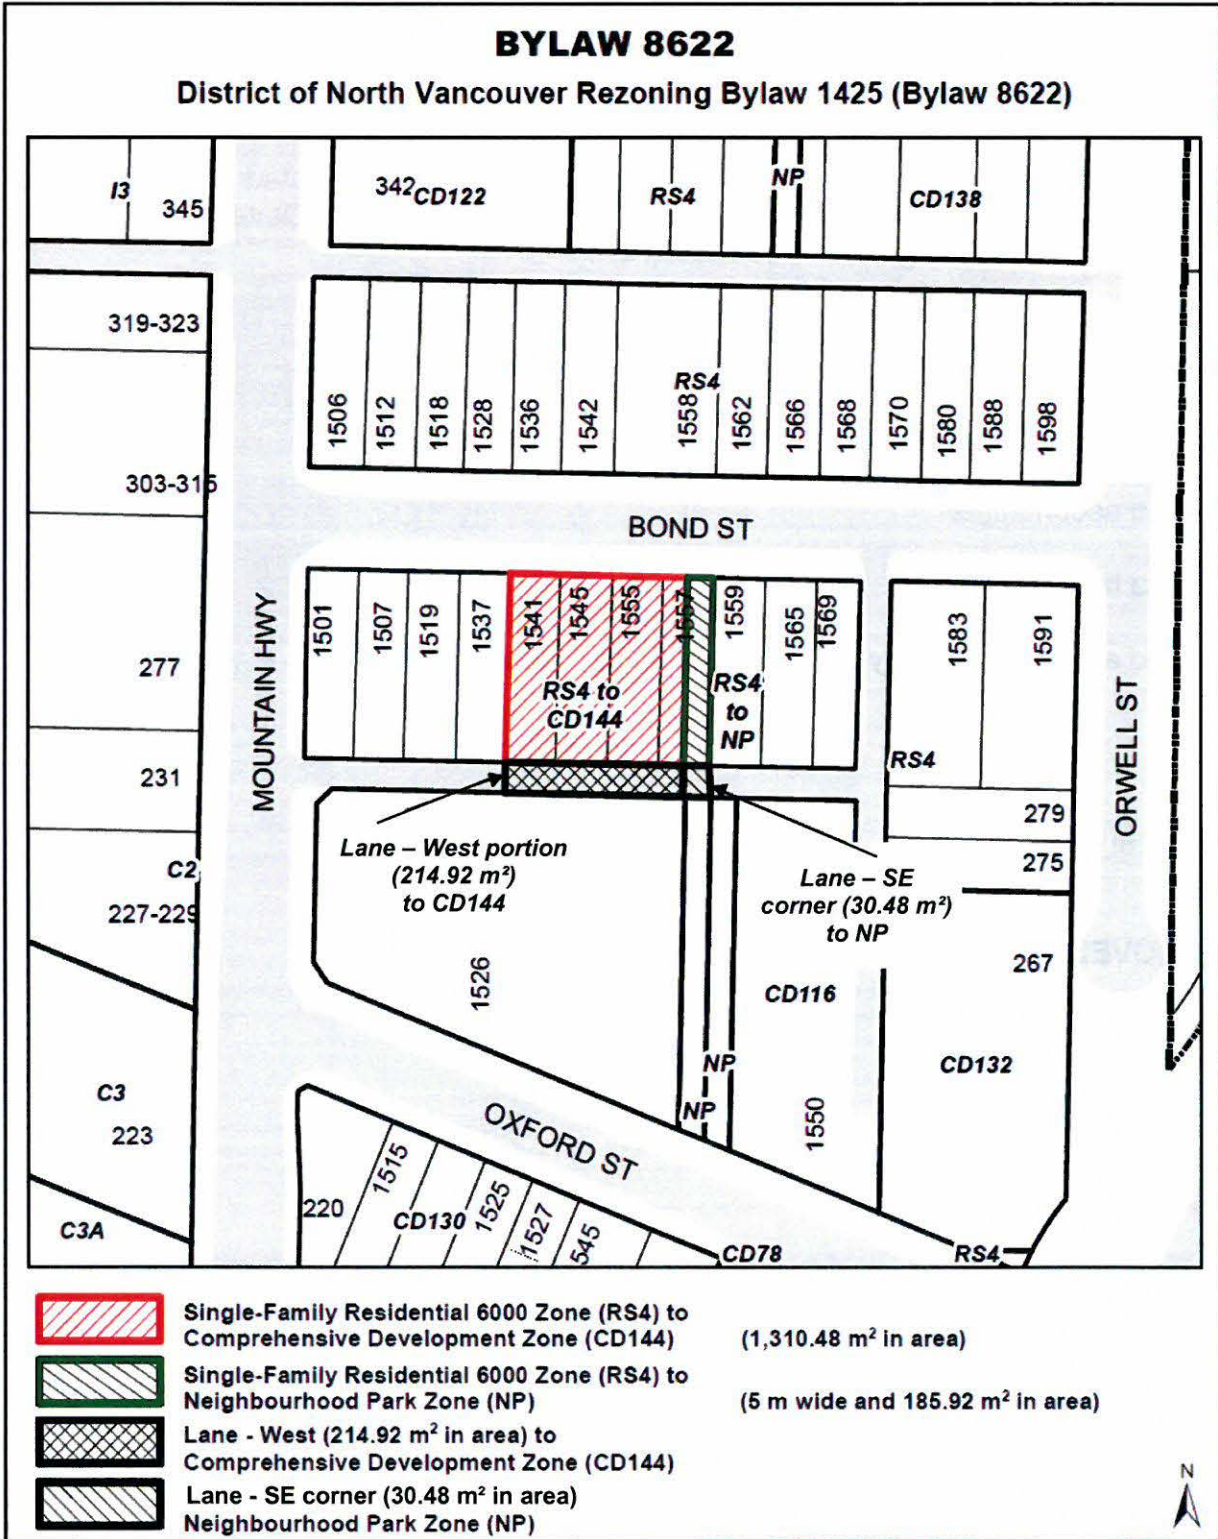 BYLAW 8622
District of North Vancouver Rezoning Bylaw 1425 (Bylaw 8622)
I3
345
342
CD122
RS4
NP
CD138
319-323
303-315
RS4
1506
1512
1518
1528
1536
1542
1558
1562
1566
1568
1570
1580
1588
1598
BOND ST
MOUNTAIN HWY
ORWELL ST
277
231
C2
227-229
C3
223
C3A
1501
1507
1519
1537
1541
1545
1555
1557
1559
1565
1569
1583
1591
RS4 to
CD144
RS4
to
NP
RS4
279
275
Lane – West portion
(214.92 m²)
to CD144
Lane – SE
corner (30.48 m²)
to NP
267
1526
CD116
CD132
NP
NP
1550
OXFORD ST
220
1515
CD130
1525
1527
545
CD78
RS4
Single-Family Residential 6000 Zone (RS4) to
Comprehensive Development Zone (CD144) (1,310.48 m² in area)
Single-Family Residential 6000 Zone (RS4) to
Neighbourhood Park Zone (NP) (5 m wide and 185.92 m² in area)
Lane - West (214.92 m² in area) to
Comprehensive Development Zone (CD144)
Lane - SE corner (30.48 m² in area)
Neighbourhood Park Zone (NP)
N